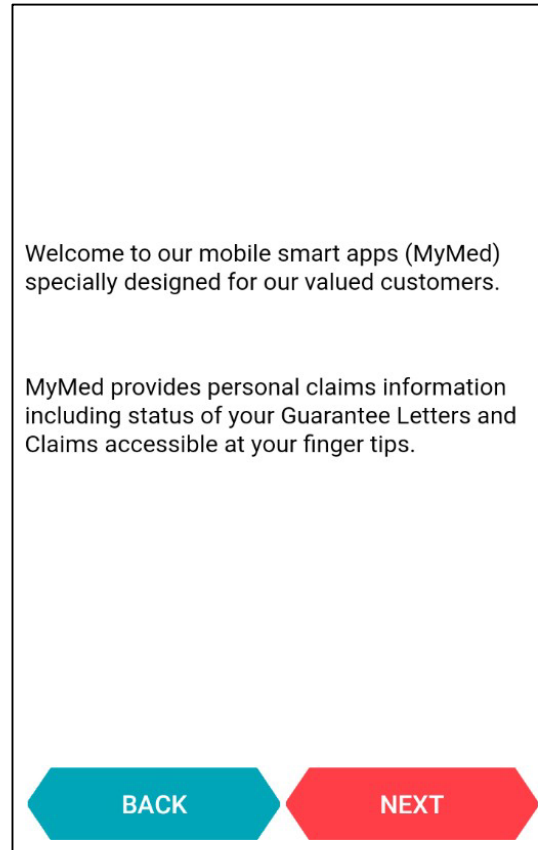 Welcome to our mobile smart apps (MyMed)
specially designed for our valued customers.
MyMed provides personal claims information
including status of your Guarantee Letters and
Claims accessible at your finger tips.
BACK
NEXT